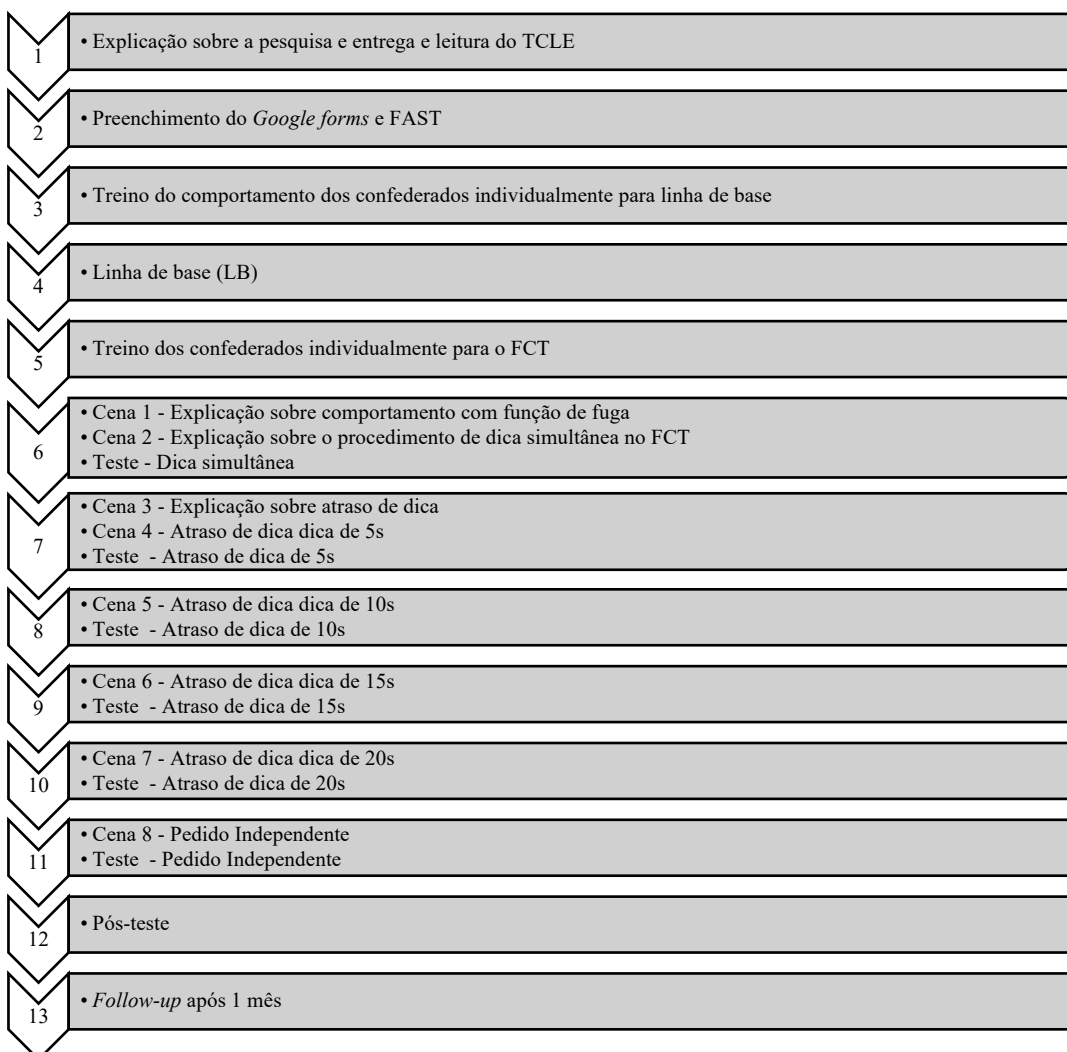 1
• Explicação sobre a pesquisa e entrega e leitura do TCLE
2
• Preenchimento do Google forms e FAST
3
• Treino do comportamento dos confederados individualmente para linha de base
4
• Linha de base (LB)
5
• Treino dos confederados individualmente para o FCT
6
• Cena 1 - Explicação sobre comportamento com função de fuga
• Cena 2 - Explicação sobre o procedimento de dica simultânea no FCT
• Teste - Dica simultânea
7
• Cena 3 - Explicação sobre atraso de dica
• Cena 4 - Atraso de dica dica de 5s
• Teste - Atraso de dica de 5s
8
• Cena 5 - Atraso de dica dica de 10s
• Teste - Atraso de dica de 10s
9
• Cena 6 - Atraso de dica dica de 15s
• Teste - Atraso de dica de 15s
10
• Cena 7 - Atraso de dica dica de 20s
• Teste - Atraso de dica de 20s
11
• Cena 8 - Pedido Independente
• Teste - Pedido Independente
12
• Pós-teste
13
• Follow-up após 1 mês